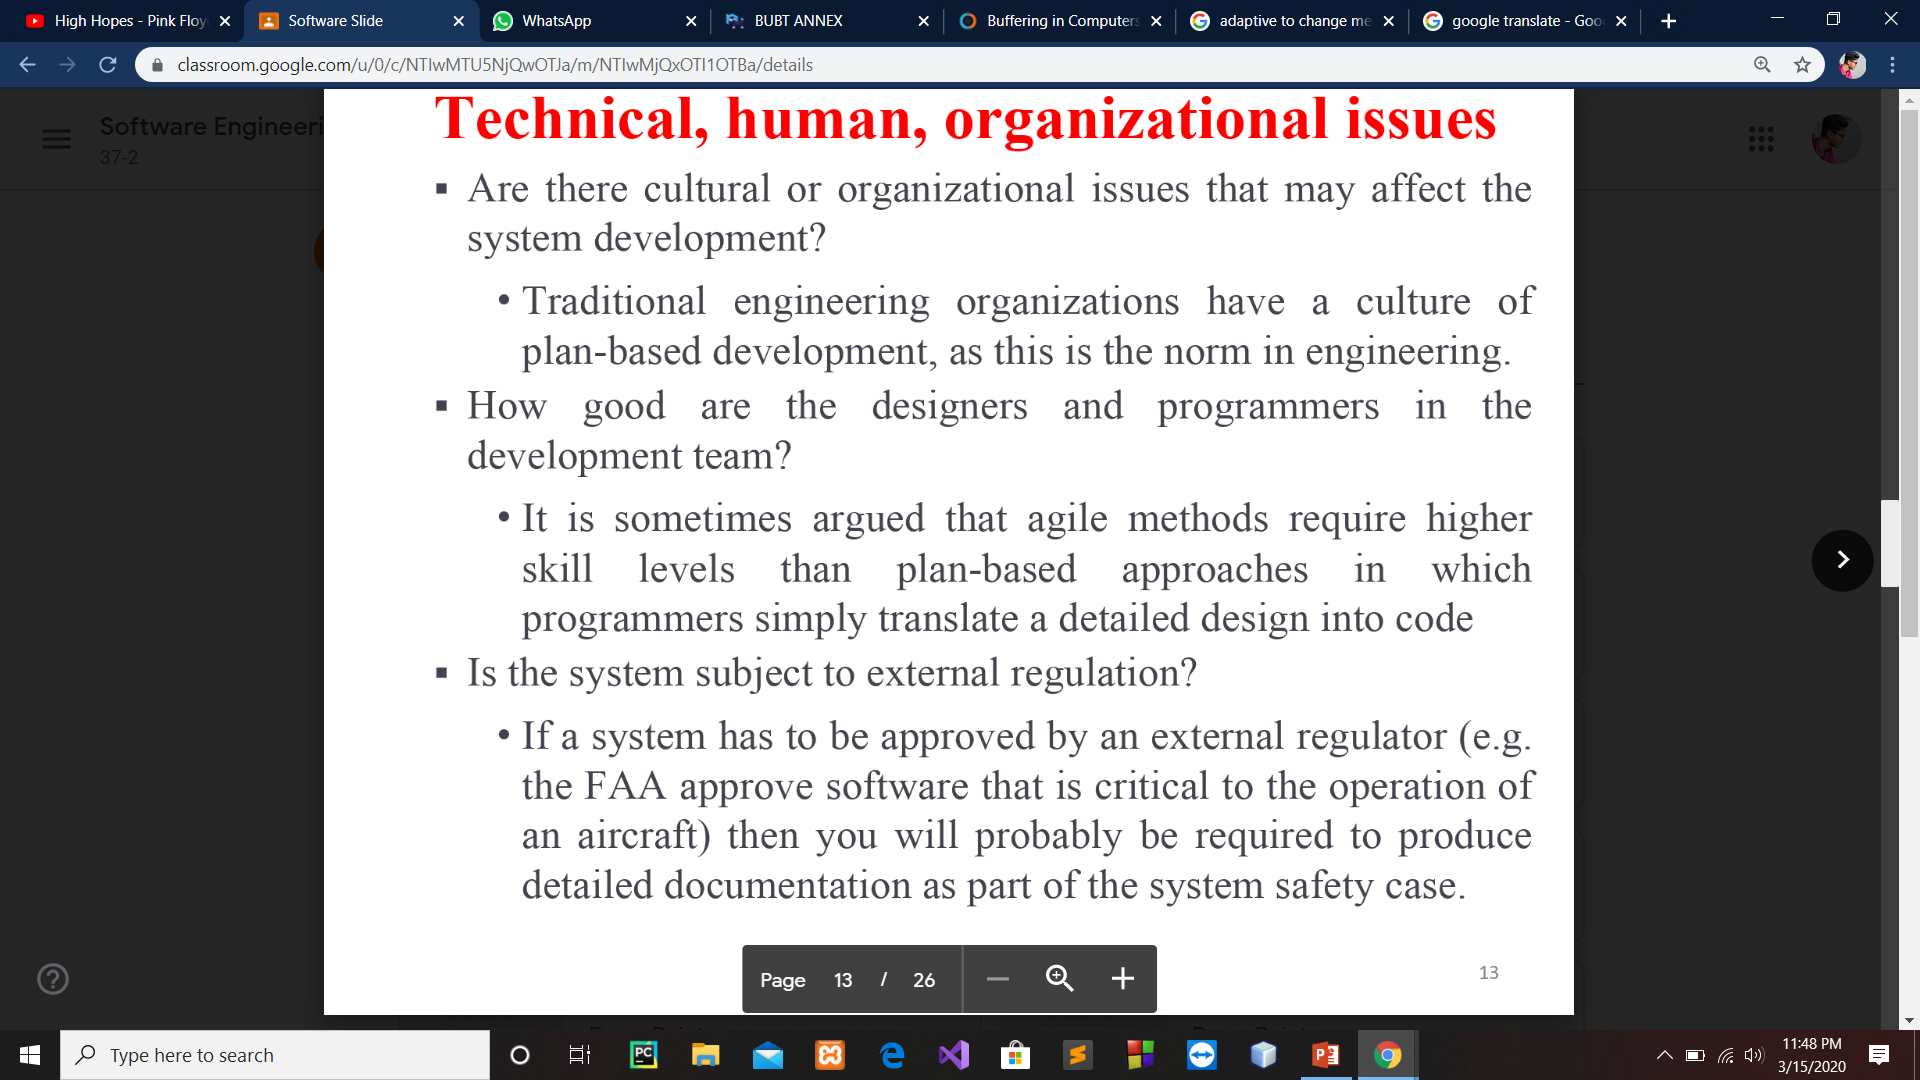 High Hopes - Pink Floy
Software Slide
WhatsApp
BUBT ANNEX
Buffering in Computers
adaptive to change me
google translate - Goo
classroom.google.com/u/0/c/NTIwMTU5NjQwOTJa/m/NTIwMjQxOTI1OTBa/details
Software Engineeri
37-2
Technical, human, organizational issues
▪ Are there cultural or organizational issues that may affect the
system development?
• Traditional engineering organizations have a culture of
plan-based development, as this is the norm in engineering.
▪ How good are the designers and programmers in the
development team?
• It is sometimes argued that agile methods require higher
skill levels than plan-based approaches in which
programmers simply translate a detailed design into code
▪ Is the system subject to external regulation?
• If a system has to be approved by an external regulator (e.g.
the FAA approve software that is critical to the operation of
an aircraft) then you will probably be required to produce
detailed documentation as part of the system safety case.
Page 13 / 26
13
Type here to search
PC
11:48 PM
3/15/2020